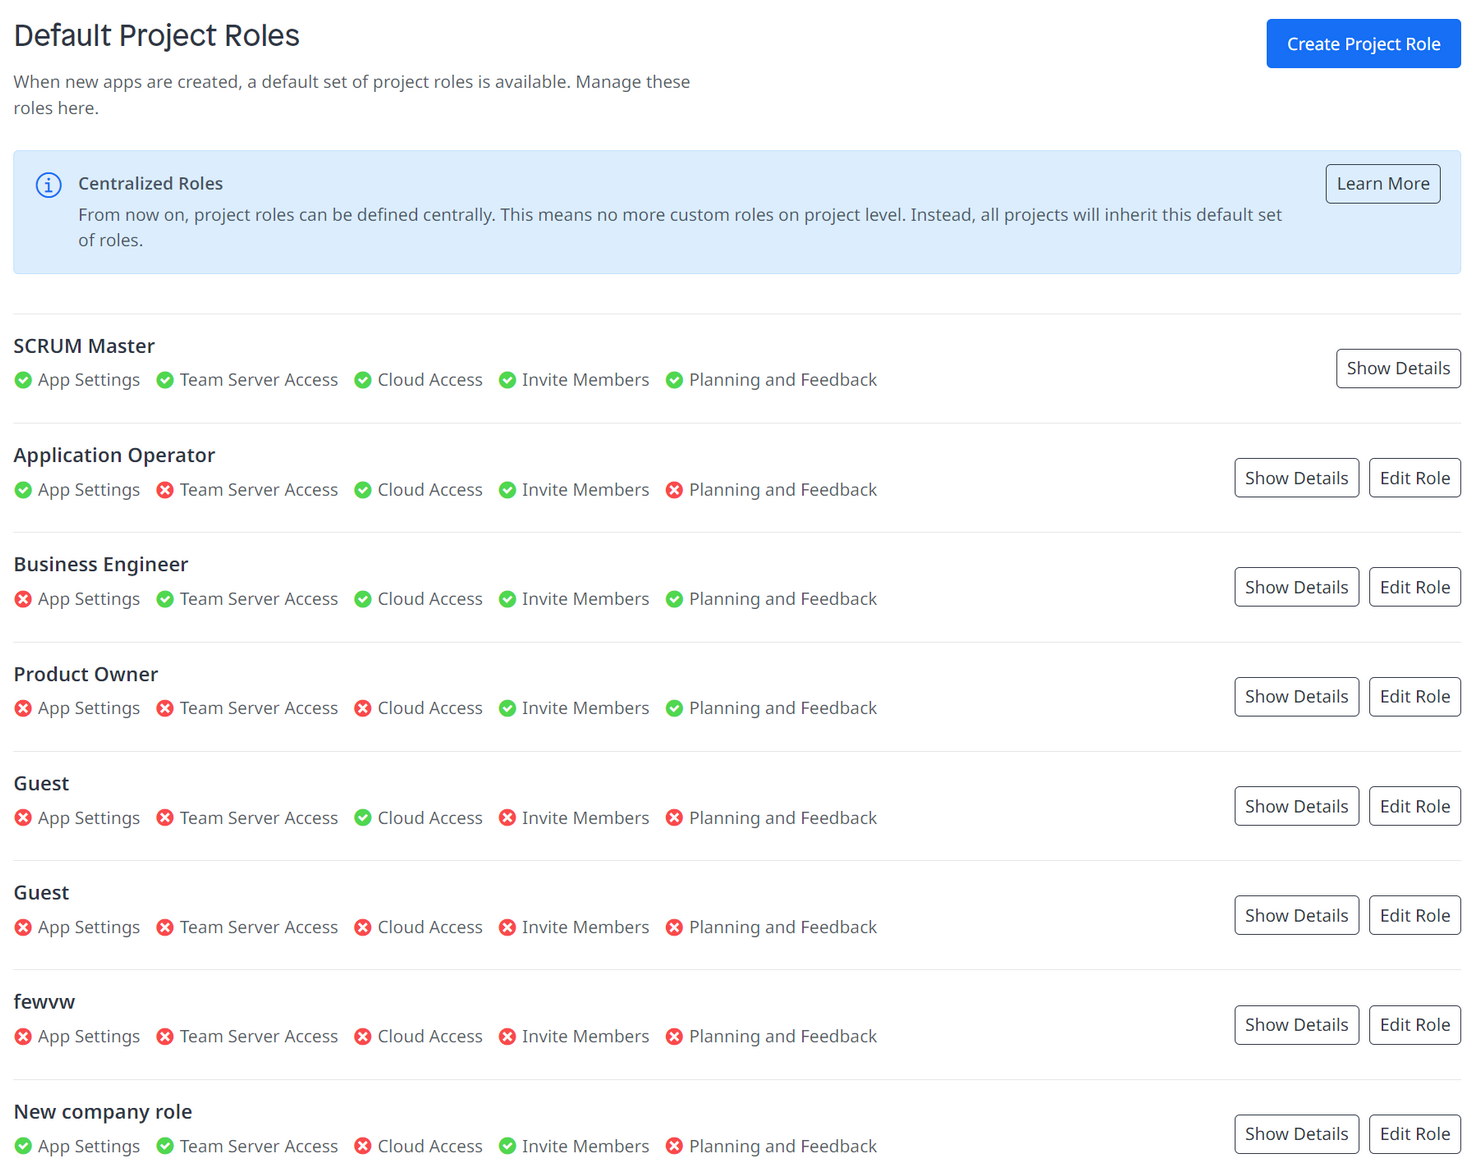 Default Project Roles
Create Project Role
When new apps are created, a default set of project roles is available. Manage these
roles here.
Centralized Roles
Learn More
From now on, project roles can be defined centrally. This means no more custom roles on project level. Instead, all projects will inherit this default set
of roles.
SCRUM Master
App Settings Team Server Access Cloud Access Invite Members Planning and Feedback
Show Details
Application Operator
App Settings Team Server Access Cloud Access Invite Members Planning and Feedback
Show Details Edit Role
Business Engineer
App Settings Team Server Access Cloud Access Invite Members Planning and Feedback
Show Details Edit Role
Product Owner
App Settings Team Server Access Cloud Access Invite Members Planning and Feedback
Show Details Edit Role
Guest
App Settings Team Server Access Cloud Access Invite Members Planning and Feedback
Show Details Edit Role
Guest
App Settings Team Server Access Cloud Access Invite Members Planning and Feedback
Show Details Edit Role
fewvw
App Settings Team Server Access Cloud Access Invite Members Planning and Feedback
Show Details Edit Role
New company role
App Settings Team Server Access Cloud Access Invite Members Planning and Feedback
Show Details Edit Role